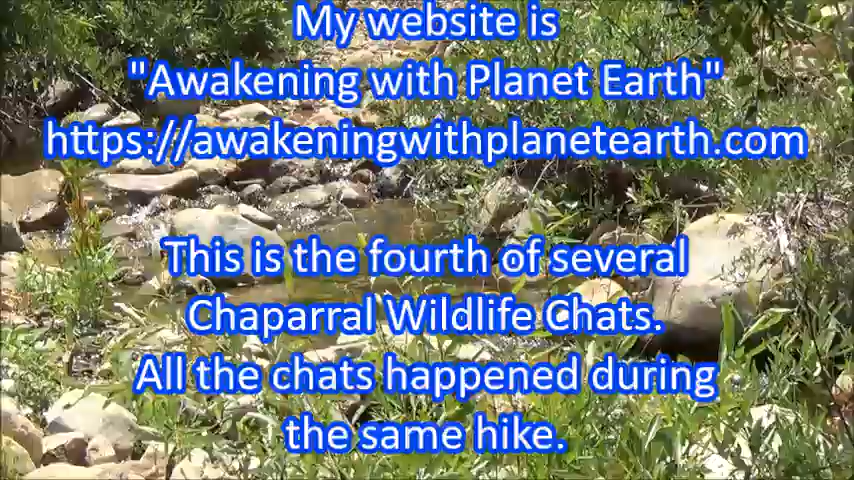 My website is
"Awakening with Planet Earth"
https://awakeningwithplanetearth.com
This is the fourth of several
Chaparral Wildlife Chats.
All the chats happened during
the same hike.